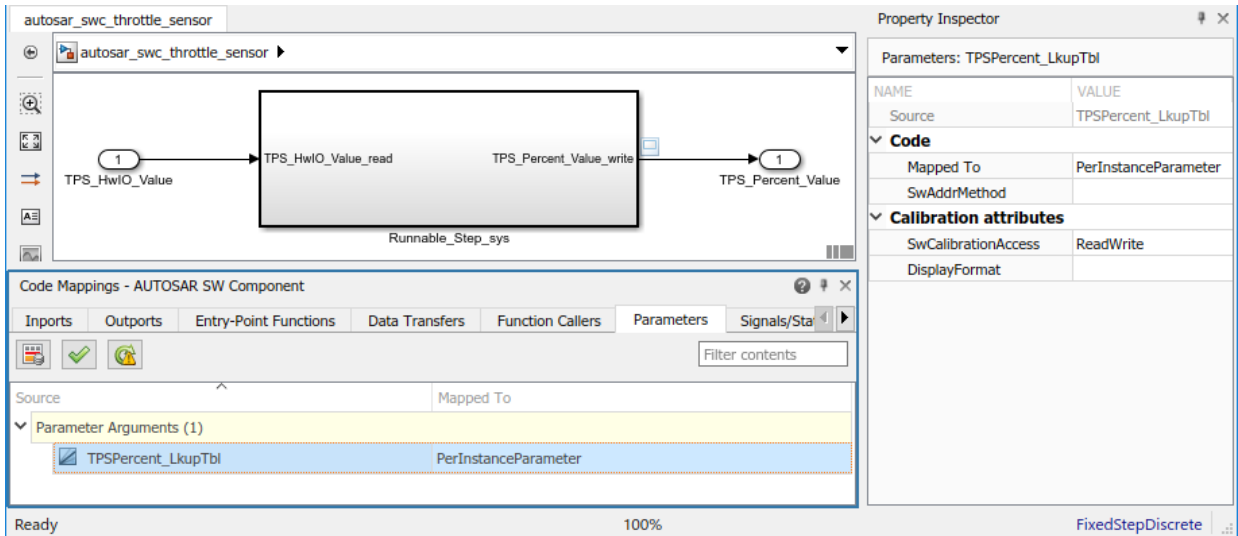 autosar_swc_throttle_sensor
autosar_swc_throttle_sensor
1
TPS_HwIO_Value
TPS_HwIO_Value_read
TPS_Percent_Value_write
1
TPS_Percent_Value
Runnable_Step_sys
Code Mappings - AUTOSAR SW Component
Inports Outports Entry-Point Functions Data Transfers Function Callers Parameters Signals/Sta
Filter contents
Source Mapped To
Parameter Arguments (1)
TPSPercent_LkupTbl PerInstanceParameter
Property Inspector
Parameters: TPSPercent_LkupTbl
NAME VALUE
Source TPSPercent_LkupTbl
Code
Mapped To PerInstanceParameter
SwAddrMethod
Calibration attributes
SwCalibrationAccess ReadWrite
DisplayFormat
Ready 100% FixedStepDiscrete